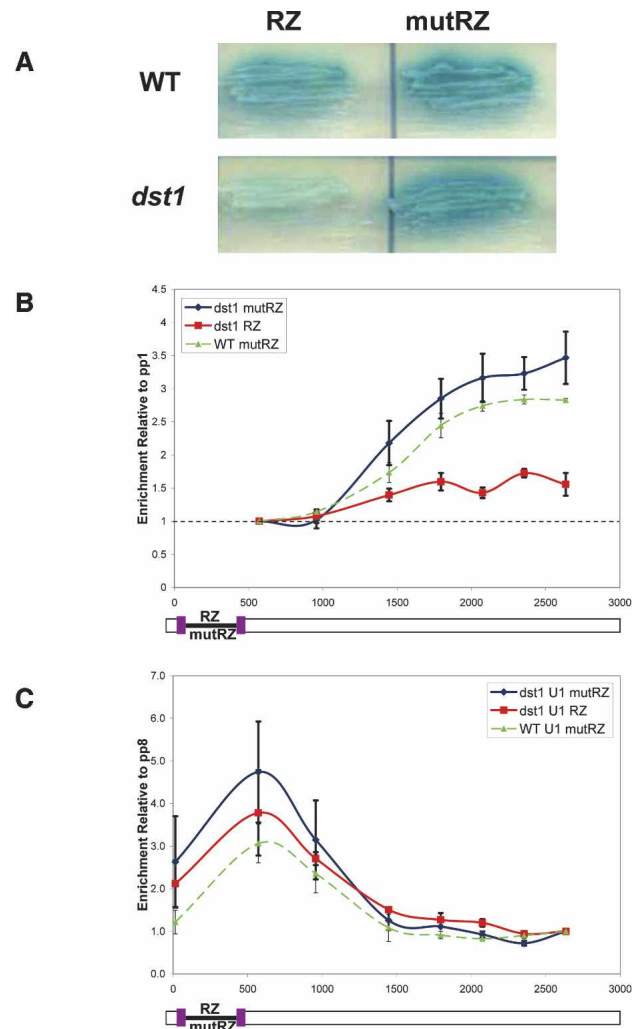 RZ mutRZ
A
WT
dst1
B
4.5
4
3.5
3
2.5
2
1.5
1
0.5
0
Enrichment Relative to pp1
dst1 mutRZ
dst1 RZ
WT mutRZ
0 500 1000 1500 2000 2500 3000
RZ
mutRZ
C
7.0
6.0
5.0
4.0
3.0
2.0
1.0
0.0
Enrichment Relative to pp8
dst1 U1 mutRZ
dst1 U1 RZ
WT U1 mutRZ
0 500 1000 1500 2000 2500 3000
RZ
mutRZ